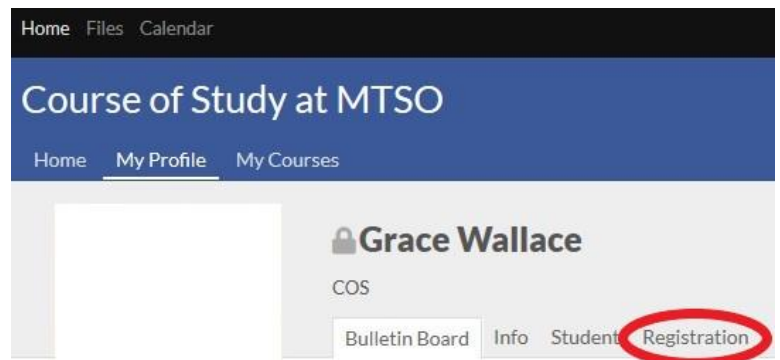 Home Files Calendar
Course of Study at MTSO
Home My Profile My Courses
Grace Wallace
COS
Bulletin Board Info Student Registration